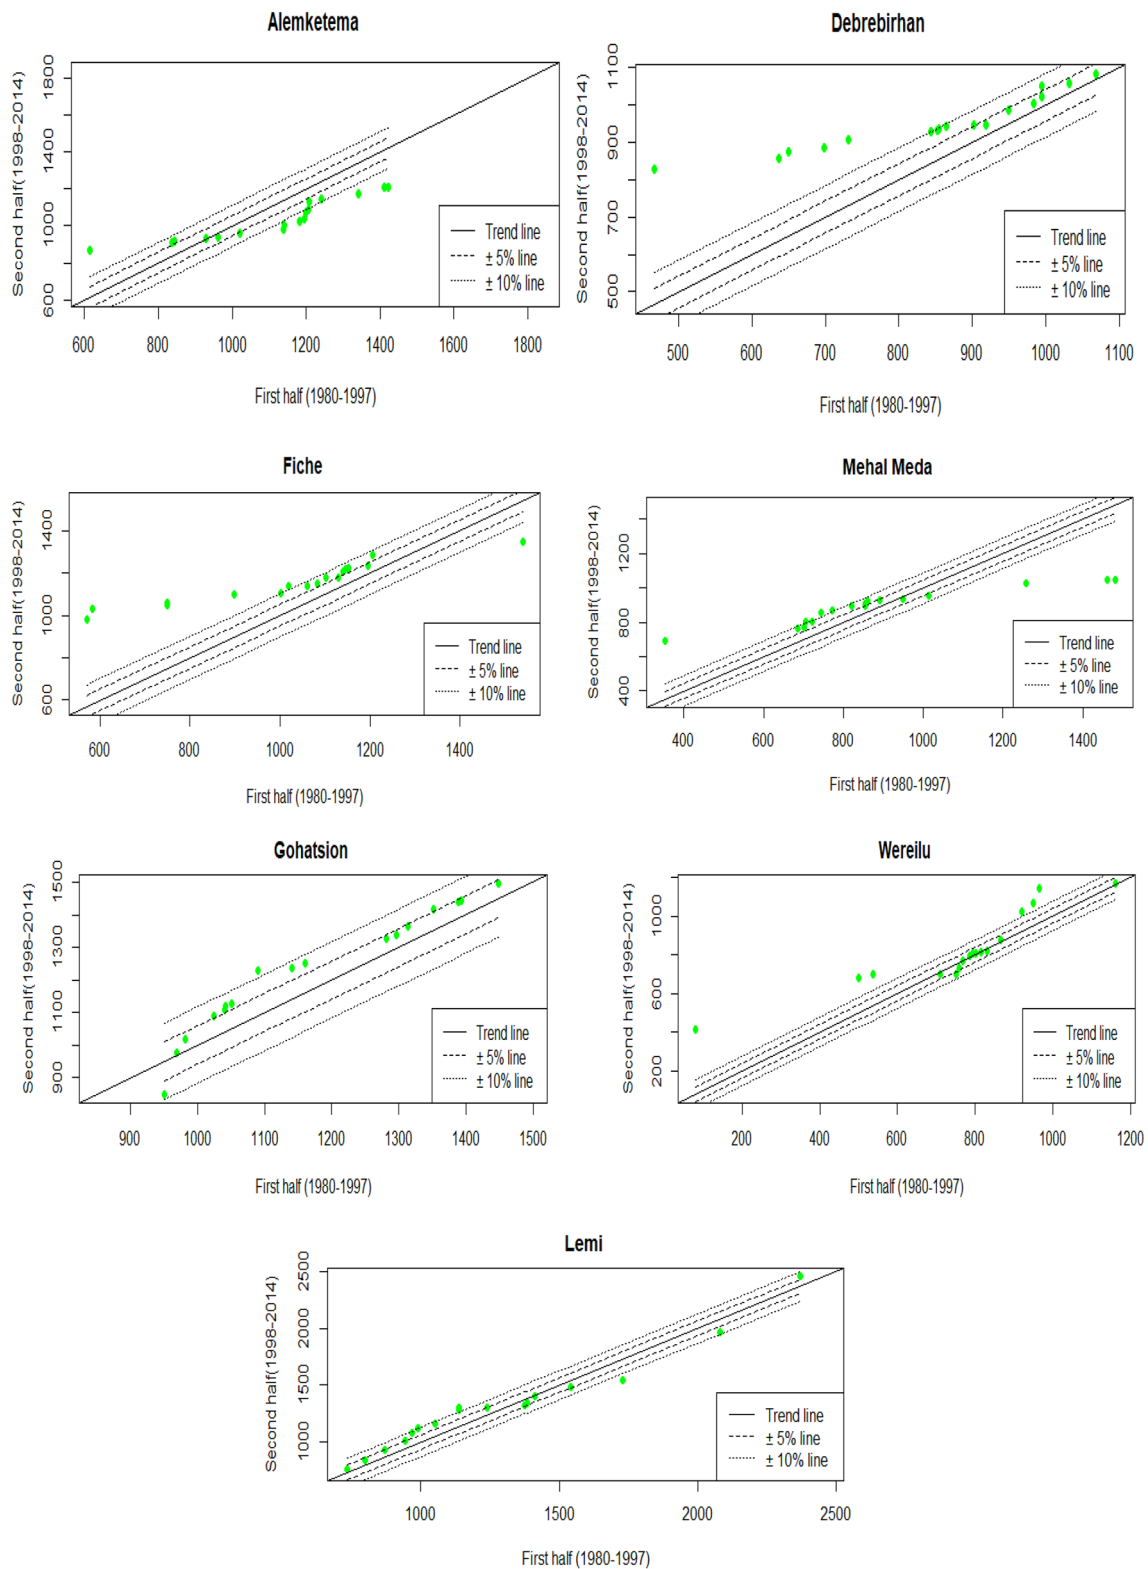 Alemketema
Second half(1998-2014)
1800
1400
1000
600
600 800 1000 1200 1400 1600 1800
First half (1980-1997)
Trend line
± 5% line
± 10% line
Debrebirhan
Second half(1998-2014)
1100
900
700
500
500 600 700 800 900 1000 1100
First half (1980-1997)
Trend line
± 5% line
± 10% line
Fiche
Second half(1998-2014)
1400
1000
600
600 800 1000 1200 1400
First half (1980-1997)
Trend line
± 5% line
± 10% line
Mehal Meda
Second half(1998-2014)
1200
800
400
400 600 800 1000 1200 1400
First half (1980-1997)
Trend line
± 5% line
± 10% line
Gohatsion
Second half(1998-2014)
1500
1300
1100
900
900 1000 1100 1200 1300 1400 1500
First half (1980-1997)
Trend line
± 5% line
± 10% line
Wereilu
Second half(1998-2014)
1000
600
200
200 400 600 800 1000 1200
First half (1980-1997)
Trend line
± 5% line
± 10% line
Lemi
Second half(1998-2014)
2500
2000
1500
1000
1000 1500 2000 2500
First half (1980-1997)
Trend line
± 5% line
± 10% line